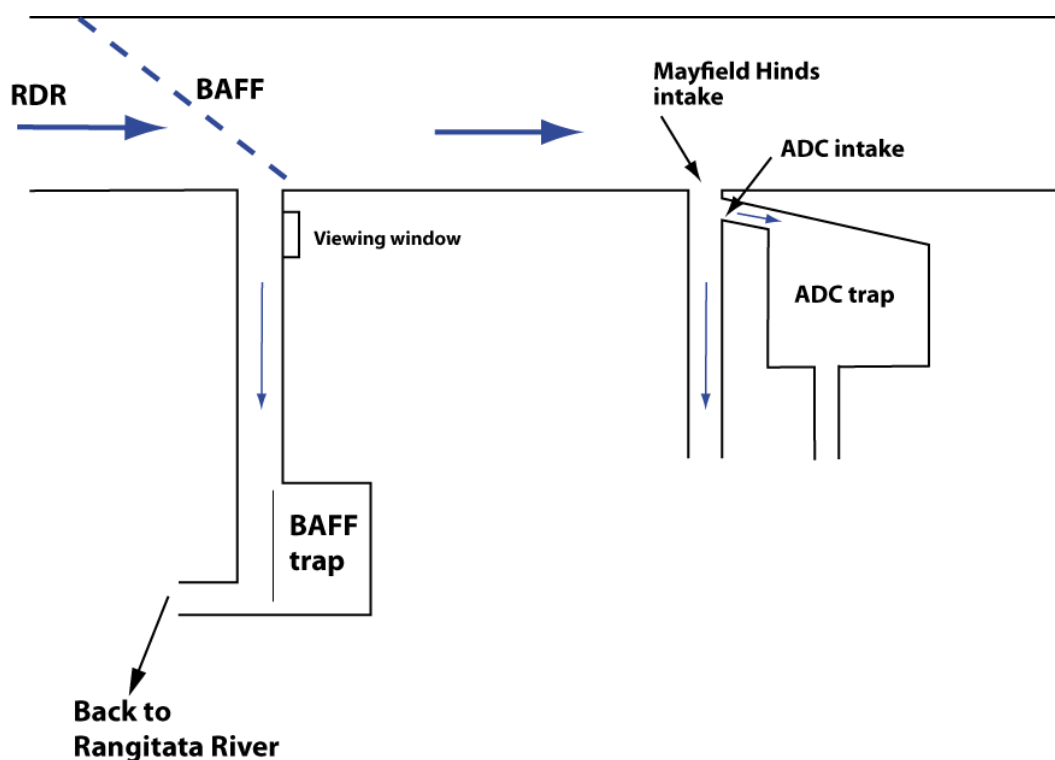 RDR
BAFF
Mayfield Hinds
intake
ADC intake
Viewing window
ADC trap
BAFF
trap
Back to
Rangitata River